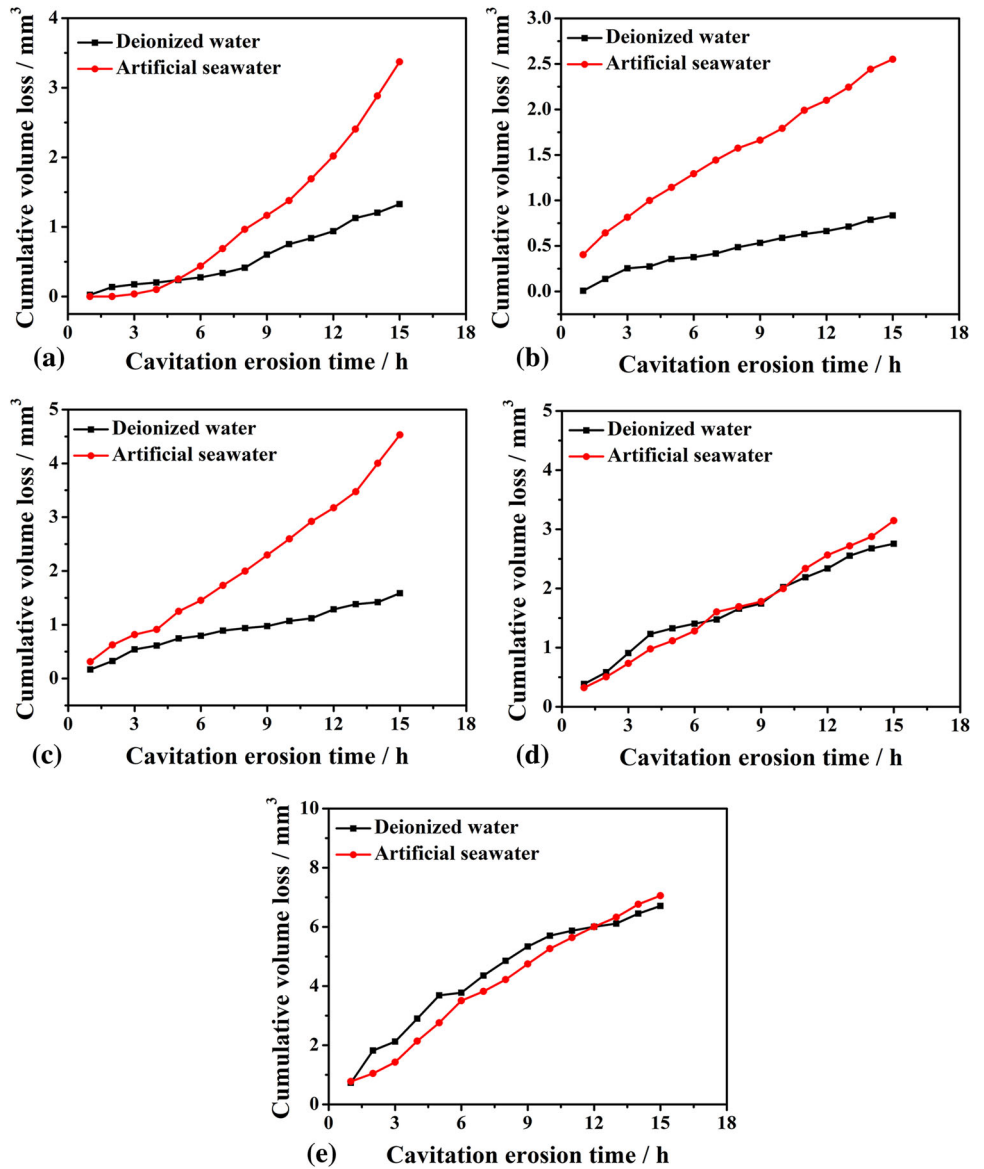 Cumulative volume loss / mm³
4
3
2
1
0
Deionized water
Artificial seawater
0 3 6 9 12 15 18
(a)
Cavitation erosion time / h
Cumulative volume loss / mm³
3.0
2.5
2.0
1.5
1.0
0.5
0.0
Deionized water
Artificial seawater
0 3 6 9 12 15 18
(b)
Cavitation erosion time / h
Cumulative volume loss / mm³
5
4
3
2
1
0
Deionized water
Artificial seawater
0 3 6 9 12 15 18
(c)
Cavitation erosion time / h
Cumulative volume loss / mm³
5
4
3
2
1
0
Deionized water
Artificial seawater
0 3 6 9 12 15 18
(d)
Cavitation erosion time / h
Cumulative volume loss / mm³
10
8
6
4
2
0
Deionized water
Artificial seawater
0 3 6 9 12 15 18
(e)
Cavitation erosion time / h